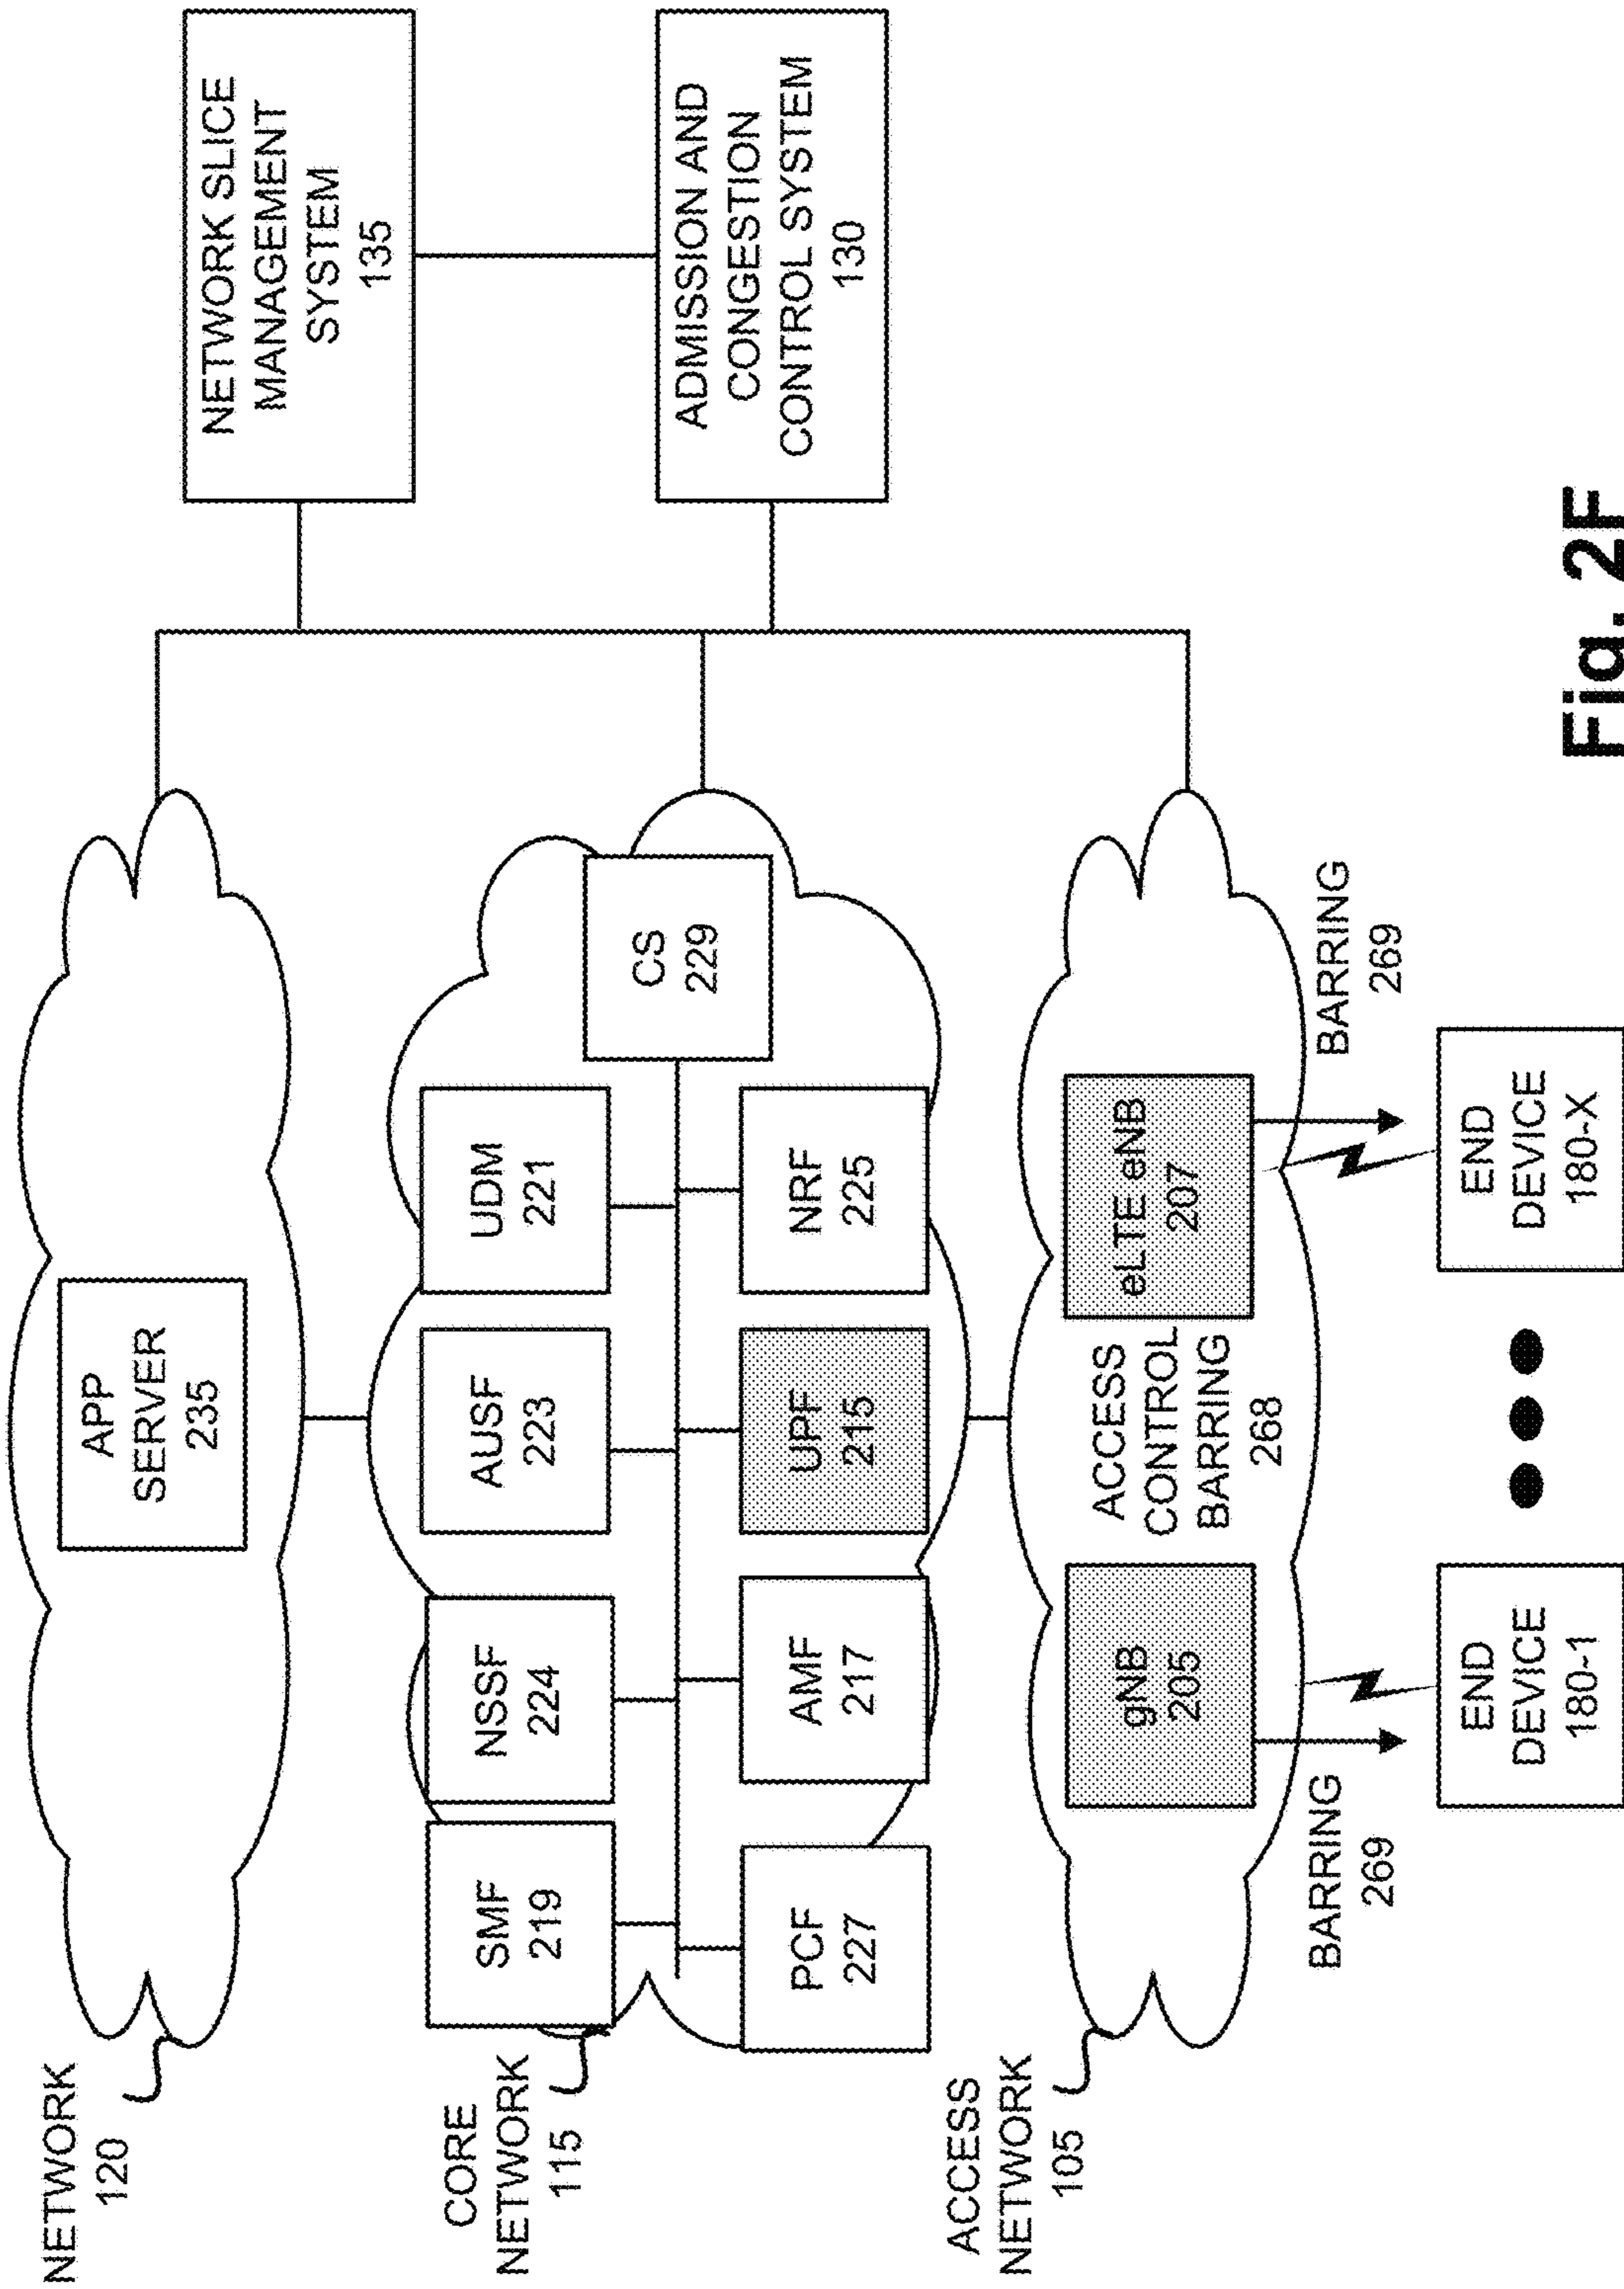 NETWORK
120
APP
SERVER
235
NETWORK SLICE
MANAGEMENT
SYSTEM
135
CORE
NETWORK
115
SMF
219
NSSF
224
AUSF
223
UDM
221
CS
229
PCF
227
AMF
217
UPF
215
NRF
225
ADMISSION AND
CONGESTION
CONTROL SYSTEM
130
ACCESS
NETWORK
105
gNB
205
ACCESS
CONTROL
BARRING
268
eLTE eNB
207
BARRING
269
BARRING
269
END
DEVICE
180-1
END
DEVICE
180-X
Fig. 2F